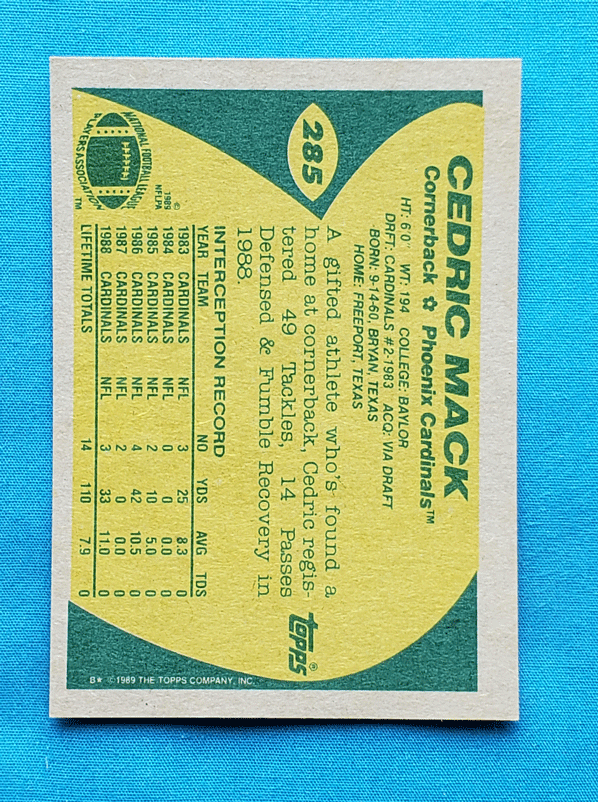 285
CEDRIC MACK
Cornerback ✩ Phoenix Cardinals™
HT: 6'0" WT: 194 COLLEGE: BAYLOR
DRFT: CARDINALS #2-1983 ACQ: VIA DRAFT
BORN: 9-14-60, BRYAN, TEXAS
HOME: FREEPORT, TEXAS
A gifted athlete who's found a
home at cornerback, Cedric regis-
tered 49 Tackles, 14 Passes
Defensed & Fumble Recovery in
1988.
topps®
INTERCEPTION RECORD
YEAR TEAM NO YDS AVG TDS
1983 CARDINALS NFL 3 25 8.3 0
1984 CARDINALS NFL 0 0 0.0 0
1985 CARDINALS NFL 2 10 5.0 0
1986 CARDINALS NFL 4 42 10.5 0
1987 CARDINALS NFL 2 0 0.0 0
1988 CARDINALS NFL 3 33 11.0 0
LIFETIME TOTALS 14 110 7.9 0
NATIONAL FOOTBALL LEAGUE
PLAYERS ASSOCIATION
™
©
1989
NFLPA
B* © 1989 THE TOPPS COMPANY, INC.